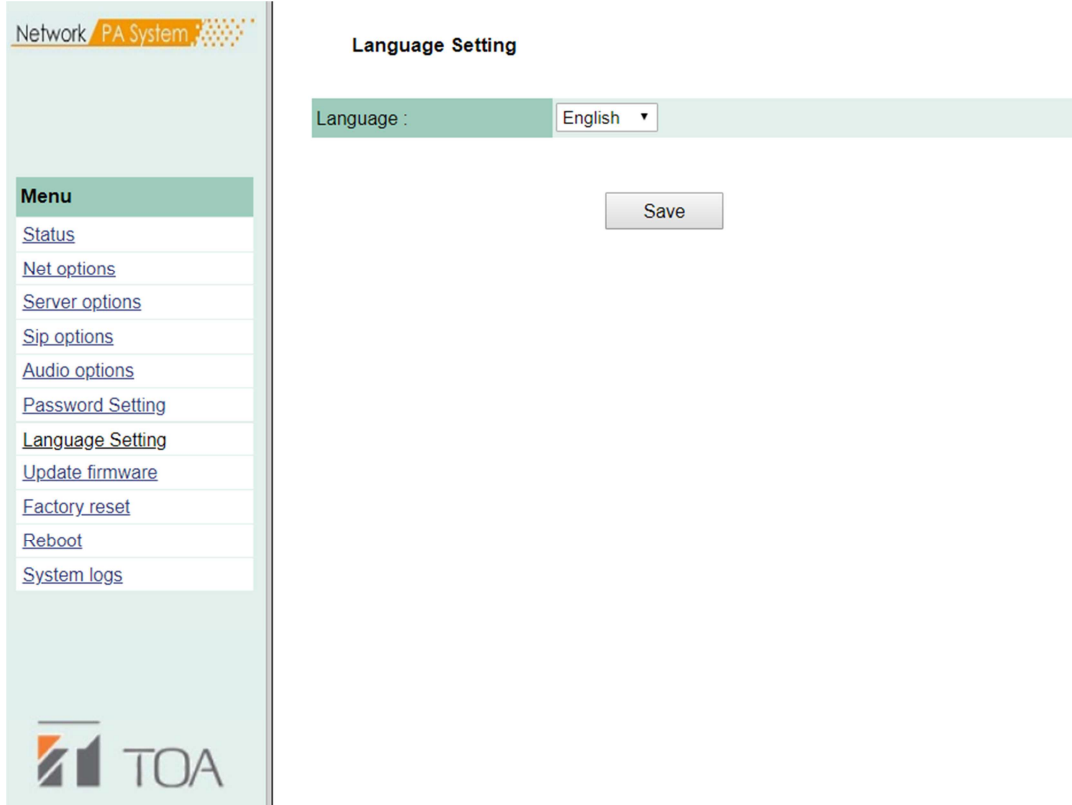 Network PA System
Language Setting
Language : English
Save
Menu
Status
Net options
Server options
Sip options
Audio options
Password Setting
Language Setting
Update firmware
Factory reset
Reboot
System logs
TOA